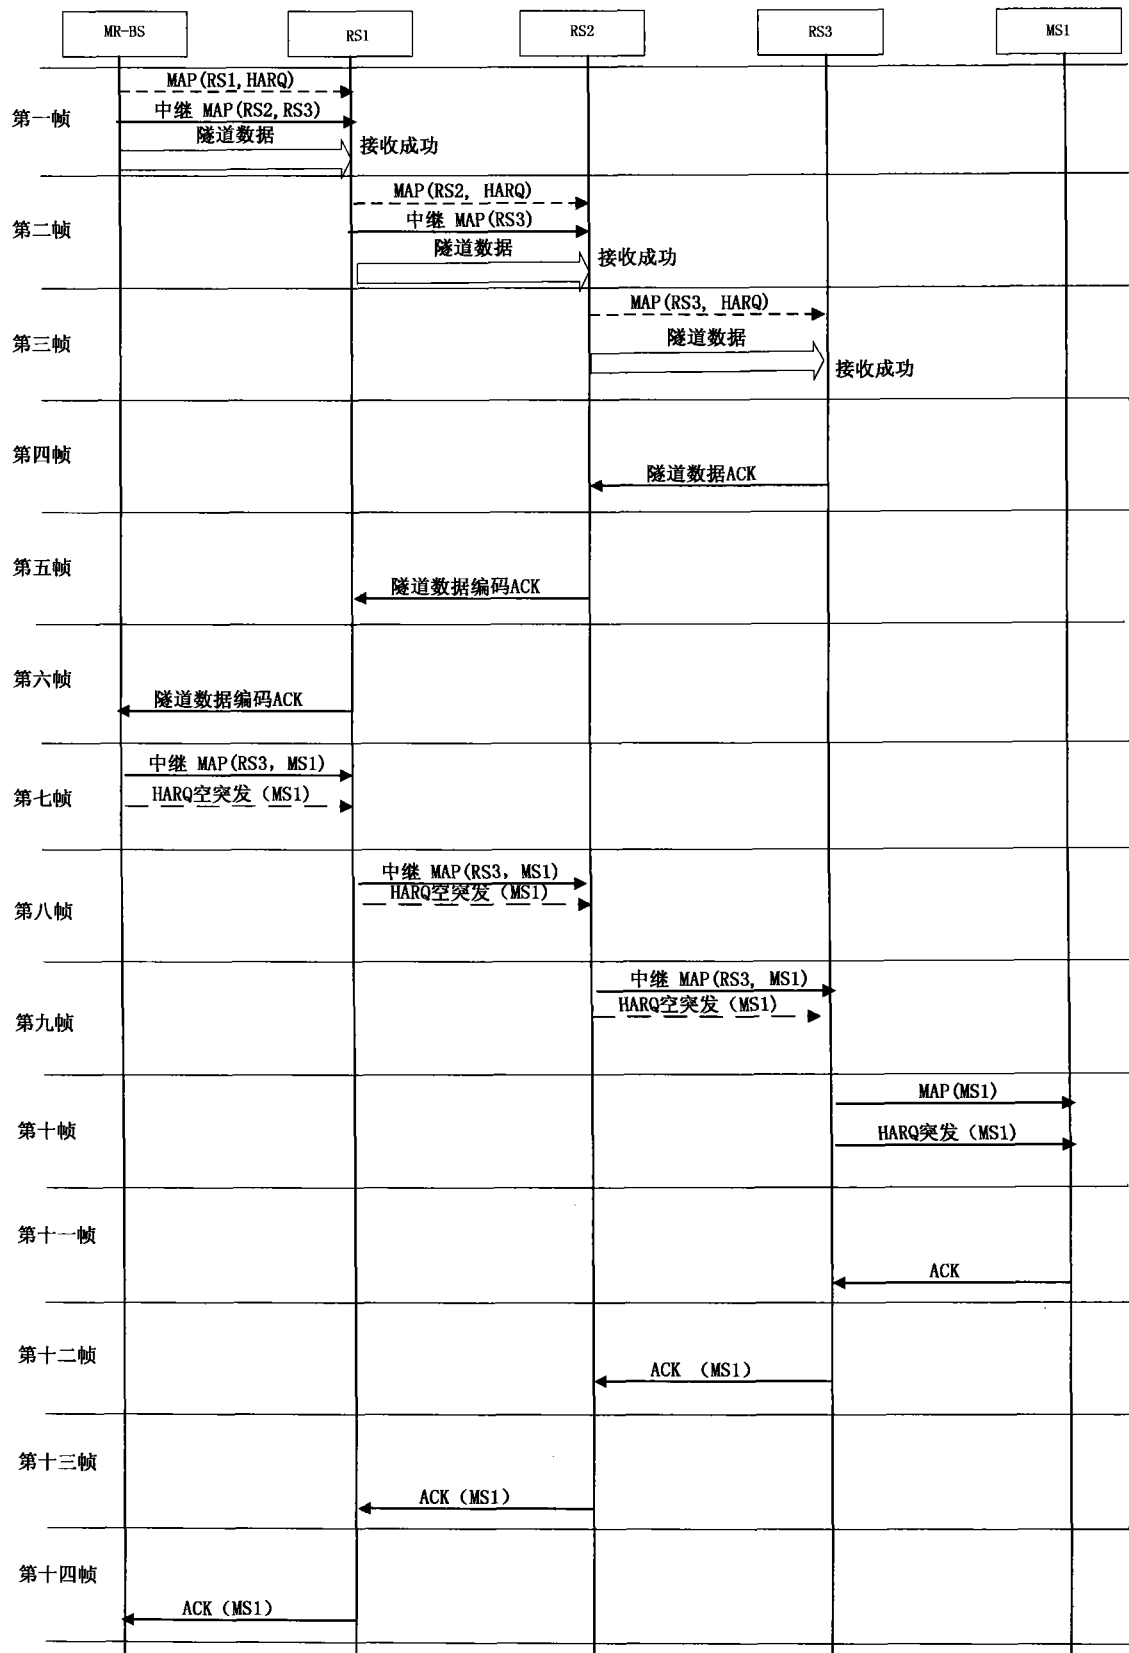 MR-BS RS1 RS2 RS3 MS1
第一帧
MAP(RS1,HARQ)
中继 MAP(RS2,RS3)
隧道数据
接收成功
第二帧
MAP(RS2, HARQ)
中继 MAP(RS3)
隧道数据
接收成功
第三帧
MAP(RS3, HARQ)
隧道数据
接收成功
第四帧
隧道数据ACK
第五帧
隧道数据编码ACK
第六帧
隧道数据编码ACK
第七帧
中继 MAP(RS3, MS1)
HARQ空突发（MS1)
第八帧
中继 MAP(RS3, MS1)
HARQ空突发（MS1)
第九帧
中继 MAP(RS3, MS1)
HARQ空突发（MS1)
第十帧
MAP(MS1)
HARQ突发（MS1)
第十一帧
ACK
第十二帧
ACK （MS1)
第十三帧
ACK（MS1)
第十四帧
ACK（MS1)